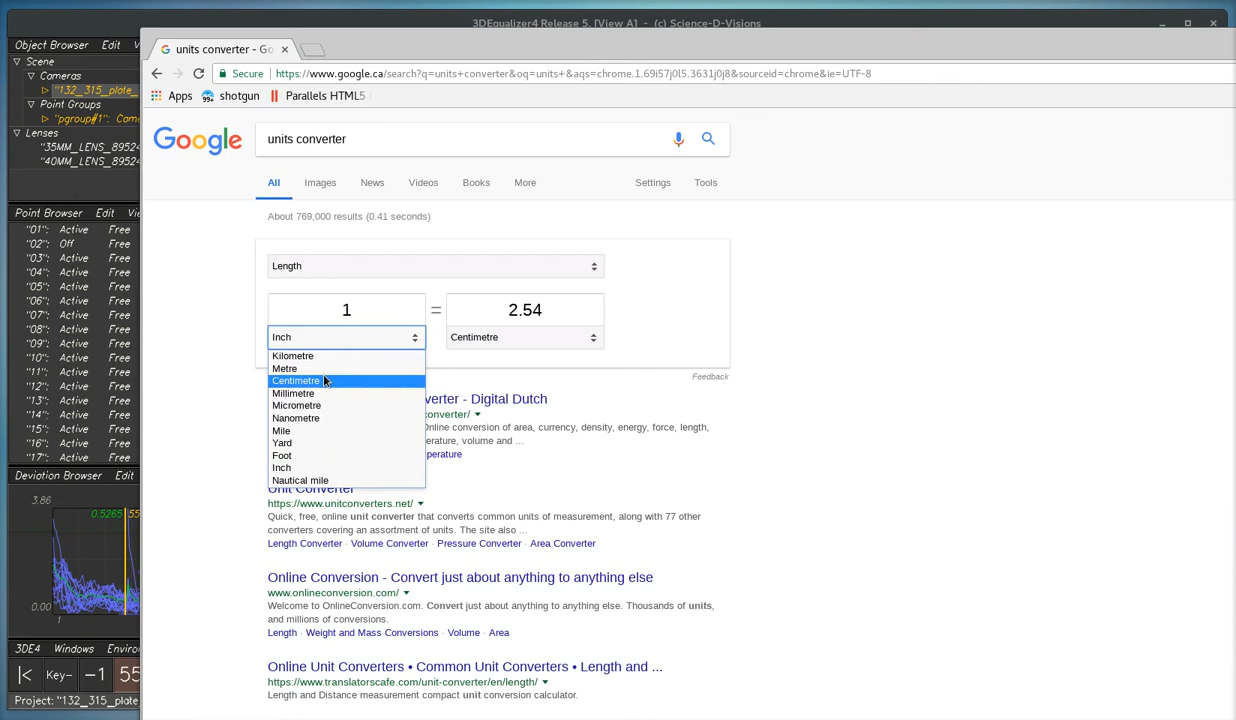 3DEqualizer4 Release 5, [View A] - (c) Science-D-Visions
Object Browser Edit
Scene
Cameras
"132_315_plate_
Point Groups
"pgroup#1": Came
Lenses
"35MM_LENS_89524
"40MM_LENS_89524
Point Browser Edit
"01": Active Free
"02": Off Free
"03": Active Free
"04": Active Free
"05": Active Free
"06": Active Free
"07": Active Free
"08": Active Free
"09": Active Free
"10": Active Free
"11": Active Free
"12": Active Free
"13": Active Free
"14": Active Free
"15": Active Free
"16": Active Free
"17": Active Free
Deviation Browser Edit
3.86
0.5265 55
0.00
1
3DE4 Windows Enviro
|< Key- -1 55
Project: "132_315_plate
units converter - Go
Secure https://www.google.ca/search?q=units+converter&oq=units+&aqs=chrome.1.69i57j0l5.3631j0j8&sourceid=chrome&ie=UTF-8
Apps 99+ shotgun Parallels HTML5
Google units converter
All Images News Videos Books More Settings Tools
About 769,000 results (0.41 seconds)
Length
1 = 2.54
Inch Centimetre
Kilometre
Metre
Centimetre
Millimetre
Micrometre
Nanometre
Mile
Yard
Foot
Inch
Nautical mile
Feedback
verter - Digital Dutch
converter/
Online conversion of area, currency, density, energy, force, length,
erature, volume and ...
perature
Unit Converter
https://www.unitconverters.net/
Quick, free, online unit converter that converts common units of measurement, along with 77 other
converters covering an assortment of units. The site also ...
Length Converter · Volume Converter · Pressure Converter · Area Converter
Online Conversion - Convert just about anything to anything else
www.onlineconversion.com/
Welcome to OnlineConversion.com. Convert just about anything to anything else. Thousands of units,
and millions of conversions.
Length · Weight and Mass Conversions · Volume · Area
Online Unit Converters • Common Unit Converters • Length and ...
https://www.translatorscafe.com/unit-converter/en/length/
Length and Distance measurement compact unit conversion calculator.